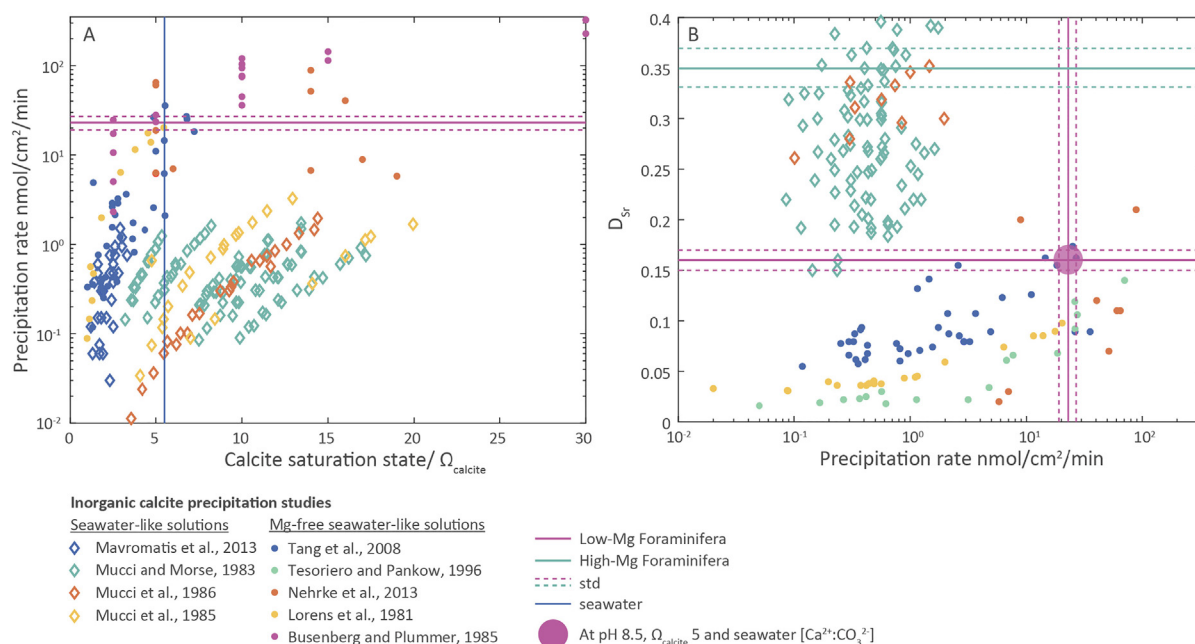 A
Precipitation rate nmol/cm²/min
10²
10¹
10⁰
10⁻¹
10⁻²
0
5
10
15
20
25
30
Calcite saturation state/ Ωcalcite
B
D_Sr
0.4
0.35
0.3
0.25
0.2
0.15
0.1
0.05
0
10⁻²
10⁻¹
10⁰
10¹
10²
Precipitation rate nmol/cm²/min
Inorganic calcite precipitation studies
Seawater-like solutions
Mavromatis et al., 2013
Mucci and Morse, 1983
Mucci et al., 1986
Mucci et al., 1985
Mg-free seawater-like solutions
Tang et al., 2008
Tesoriero and Pankow, 1996
Nehrke et al., 2013
Lorens et al., 1981
Busenberg and Plummer, 1985
Low-Mg Foraminifera
High-Mg Foraminifera
std
seawater
At pH 8.5, Ωcalcite 5 and seawater [Ca²⁺:CO₃²⁻]